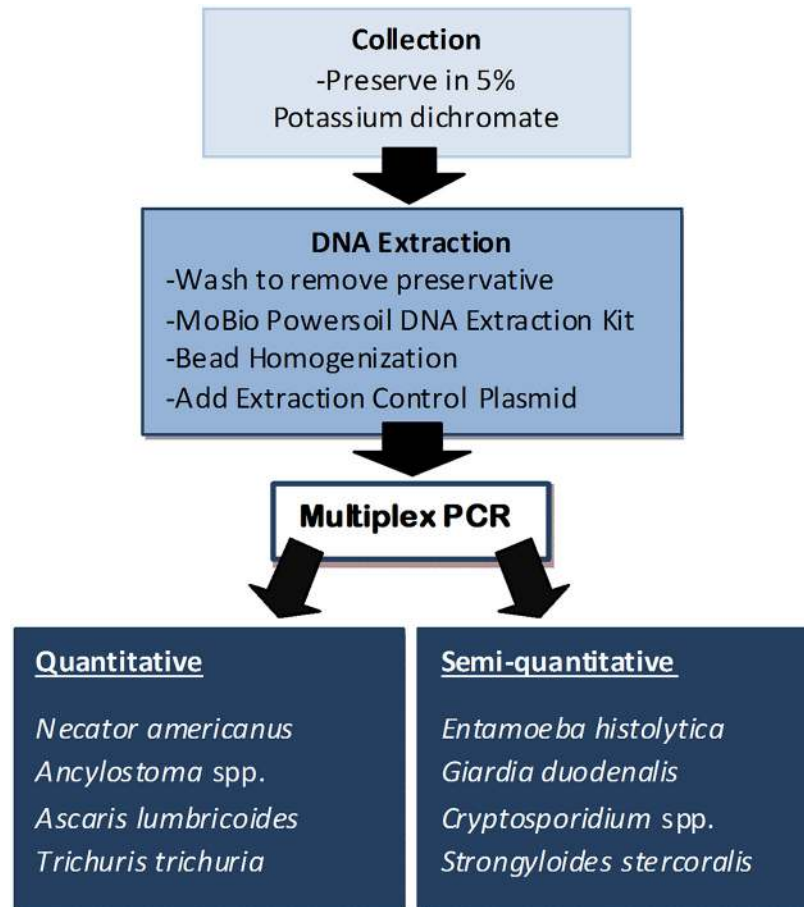 Collection
-Preserve in 5%
Potassium dichromate
DNA Extraction
-Wash to remove preservative
-MoBio Powersoil DNA Extraction Kit
-Bead Homogenization
-Add Extraction Control Plasmid
Multiplex PCR
Quantitative
Necator americanus
Ancylostoma spp.
Ascaris lumbricoides
Trichuris trichuria
Semi-quantitative
Entamoeba histolytica
Giardia duodenalis
Cryptosporidium spp.
Strongyloides stercoralis